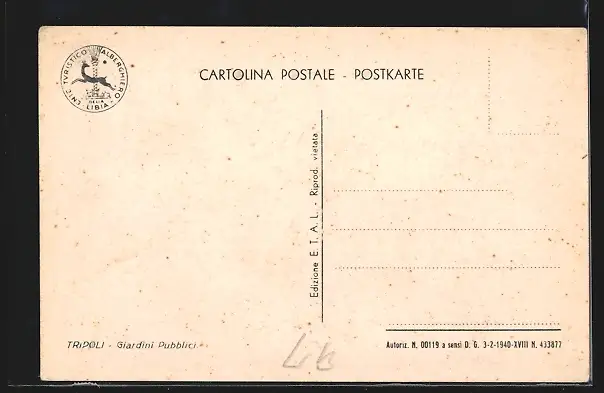 CARTOLINA POSTALE - POSTKARTE
ENTE TVRISTICO ALBERGHIERO
DELLA
LIBIA
Edizione E. T. A. L. - Riprod. vietata
TRIPOLI - Giardini Pubblici.
Autoriz. N. 00119 a sensi D. G. 3-2-1940-XVIII N. 433877